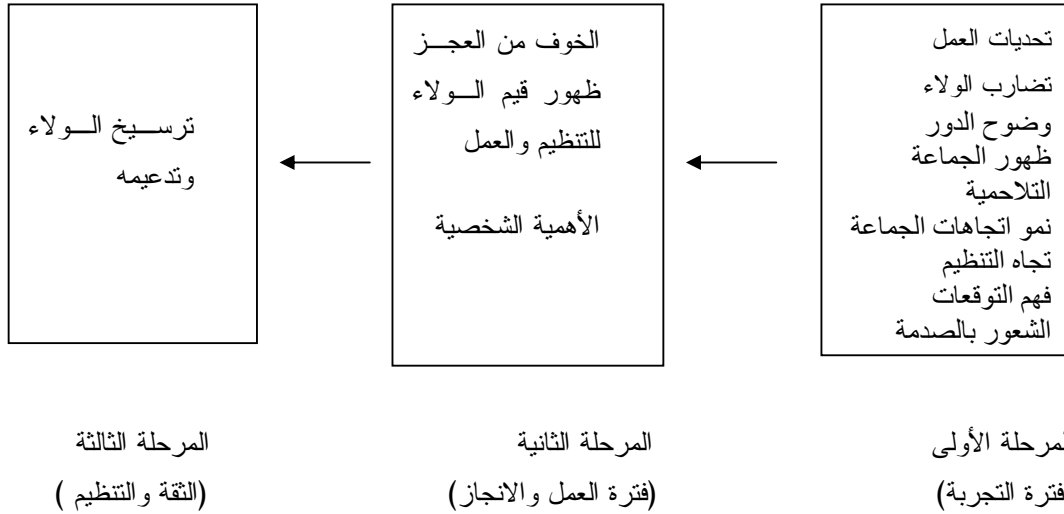 تحديات العمل
تضارب الولاء
وضوح الدور
ظهور الجماعة
التلاحمية
نمو اتجاهات الجماعة
تجاه التنظيم
فهم التوقعات
الشعور بالصدمة
الخوف من العجز
ظهور قيم الولاء
للتنظيم والعمل
الأهمية الشخصية
ترسيخ الولاء
وتدعيمه
لمرحلة الأولى
فترة التجربة)
المرحلة الثانية
(فترة العمل والانجاز)
المرحلة الثالثة
(الثقة والتنظيم )